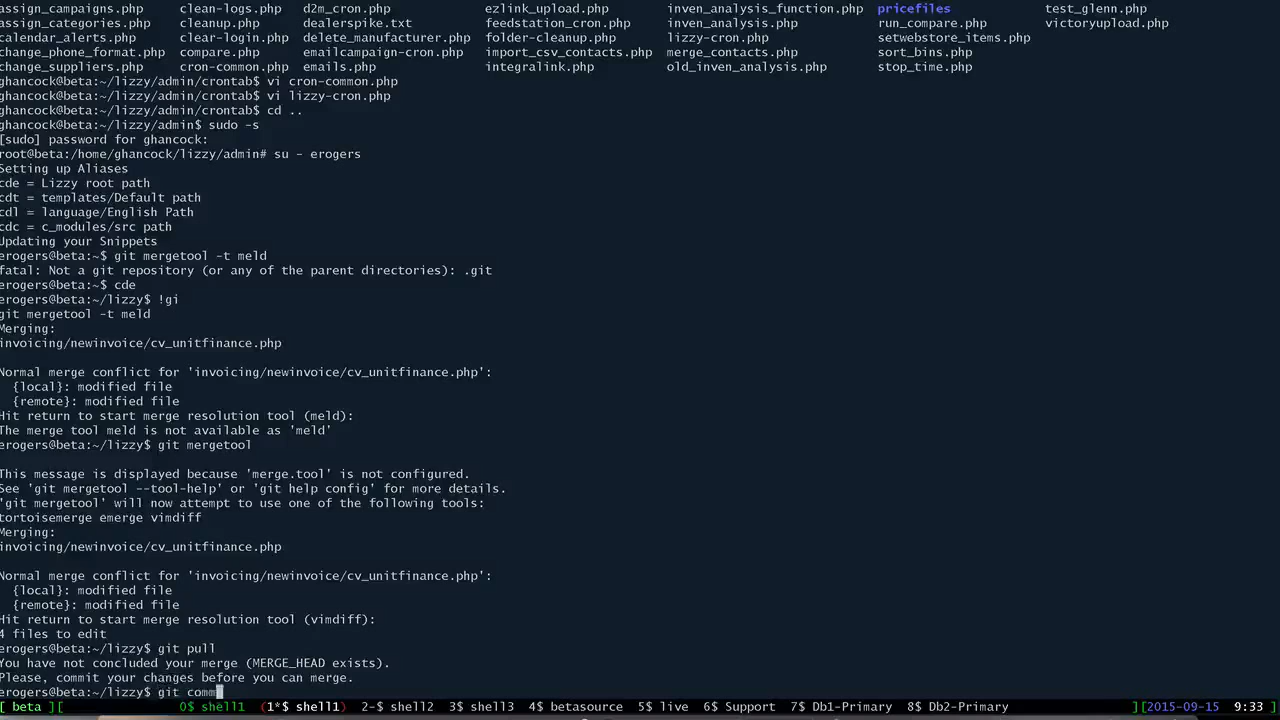 assign_campaigns.php clean-logs.php d2m_cron.php ezlink_upload.php inven_analysis_function.php pricefiles test_glenn.php
assign_categories.php cleanup.php dealerspike.txt feedstation_cron.php inven_analysis.php run_compare.php victoryupload.php
calendar_alerts.php clear-login.php delete_manufacturer.php folder-cleanup.php lizzy-cron.php setwebstore_items.php
change_phone_format.php compare.php emailcampaign-cron.php import_csv_contacts.php merge_contacts.php sort_bins.php
change_suppliers.php cron-common.php emails.php integralink.php old_inven_analysis.php stop_time.php
ghancock@beta:~/lizzy/admin/crontab$ vi cron-common.php
ghancock@beta:~/lizzy/admin/crontab$ vi lizzy-cron.php
ghancock@beta:~/lizzy/admin/crontab$ cd ..
ghancock@beta:~/lizzy/admin$ sudo -s
[sudo] password for ghancock:
root@beta:/home/ghancock/lizzy/admin# su - erogers
Setting up Aliases
cde = Lizzy root path
cdt = templates/Default path
cdl = language/English Path
cdc = c_modules/src path
Updating your Snippets
erogers@beta:~$ git mergetool -t meld
fatal: Not a git repository (or any of the parent directories): .git
erogers@beta:~$ cde
erogers@beta:~/lizzy$ !gi
git mergetool -t meld
Merging:
invoicing/newinvoice/cv_unitfinance.php
Normal merge conflict for 'invoicing/newinvoice/cv_unitfinance.php':
{local}: modified file
{remote}: modified file
Hit return to start merge resolution tool (meld):
The merge tool meld is not available as 'meld'
erogers@beta:~/lizzy$ git mergetool
This message is displayed because 'merge.tool' is not configured.
See 'git mergetool --tool-help' or 'git help config' for more details.
'git mergetool' will now attempt to use one of the following tools:
tortoisemerge emerge vimdiff
Merging:
invoicing/newinvoice/cv_unitfinance.php
Normal merge conflict for 'invoicing/newinvoice/cv_unitfinance.php':
{local}: modified file
{remote}: modified file
Hit return to start merge resolution tool (vimdiff):
4 files to edit
erogers@beta:~/lizzy$ git pull
You have not concluded your merge (MERGE_HEAD exists).
Please, commit your changes before you can merge.
erogers@beta:~/lizzy$ git comm
[ beta ][ 0$ shell1 (1*$ shell1) 2-$ shell2 3$ shell3 4$ betasource 5$ live 6$ Support 7$ Db1-Primary 8$ Db2-Primary ][2015-09-15 9:33 ]